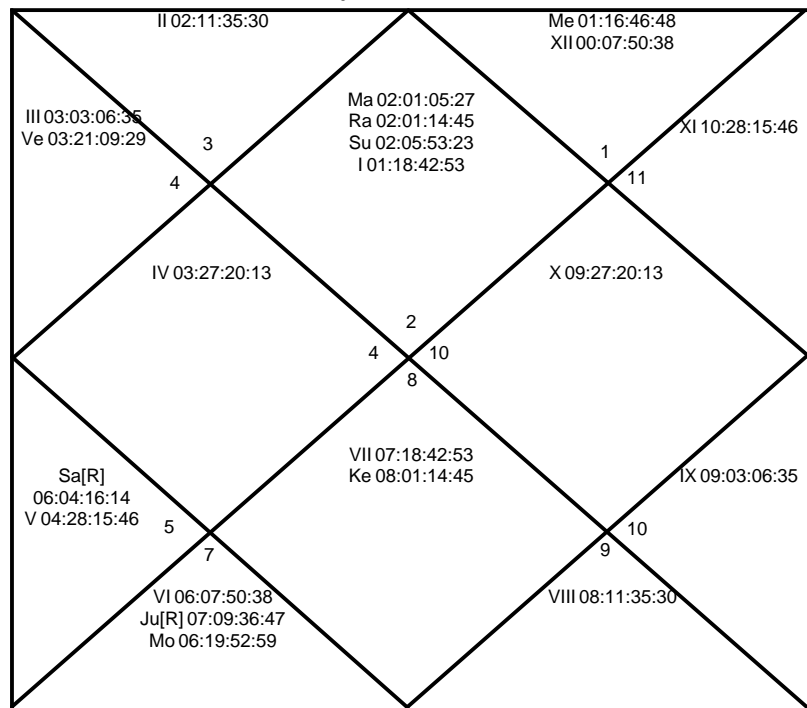 II 02:11:35:30
Me 01:16:46:48
XII 00:07:50:38
III 03:03:06:35
Ve 03:21:09:29
3
4
Ma 02:01:05:27
Ra 02:01:14:45
Su 02:05:53:23
I 01:18:42:53
1
11
XI 10:28:15:46
IV 03:27:20:13
X 09:27:20:13
2
4
10
8
Sa[R]
06:04:16:14
V 04:28:15:46
5
7
VII 07:18:42:53
Ke 08:01:14:45
IX 09:03:06:35
10
9
VI 06:07:50:38
Ju[R] 07:09:36:47
Mo 06:19:52:59
VIII 08:11:35:30